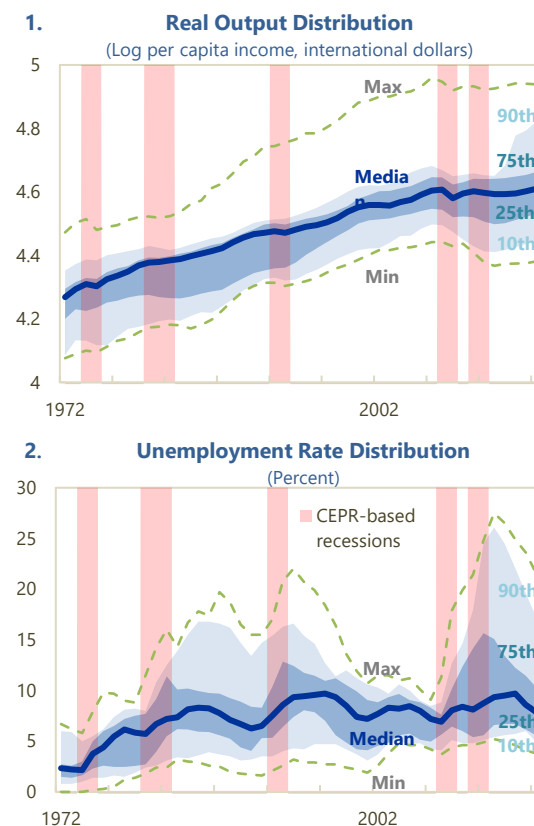 1. Real Output Distribution
(Log per capita income, international dollars)
5
Max
90th
4.8
75th
Media
n
4.6
25th
10th
4.4
Min
4.2
4
1972 2002
2. Unemployment Rate Distribution
(Percent)
30
CEPR-based
recessions
25
20
90th
15
75th
Max
10
25th
Median
5
10th
Min
0
1972 2002